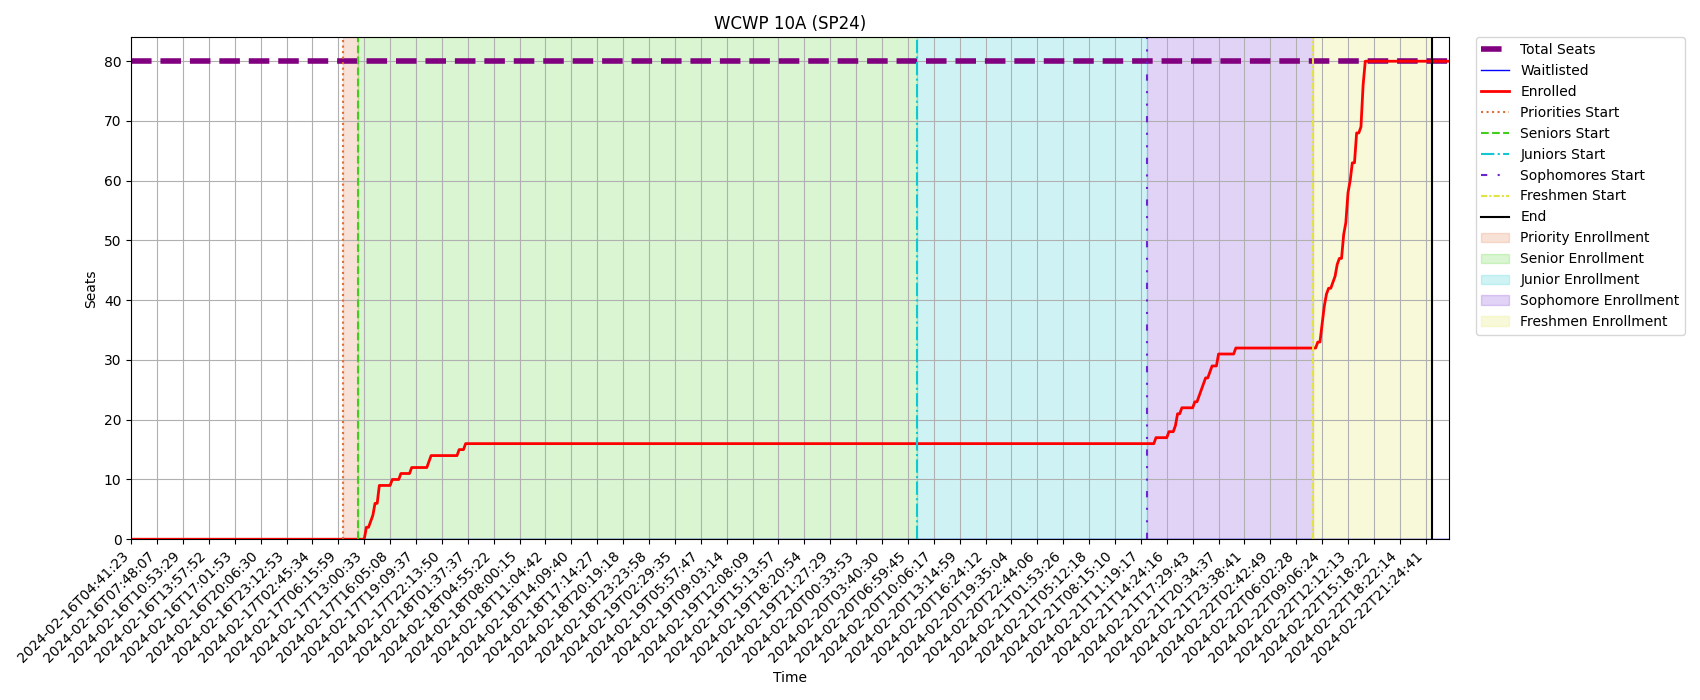 WCWP 10A (SP24)
Total Seats
Waitlisted
Enrolled
Priorities Start
Seniors Start
Juniors Start
Sophomores Start
Freshmen Start
End
Priority Enrollment
Senior Enrollment
Junior Enrollment
Sophomore Enrollment
Freshmen Enrollment
Seats
80
70
60
50
40
30
20
10
0
2024-02-16T04:41:23
2024-02-16T07:48:07
2024-02-16T10:53:29
2024-02-16T13:57:52
2024-02-16T17:01:53
2024-02-16T20:06:30
2024-02-16T23:12:53
2024-02-17T02:45:34
2024-02-17T06:15:59
2024-02-17T13:00:33
2024-02-17T16:05:08
2024-02-17T19:09:37
2024-02-17T22:13:50
2024-02-18T01:37:37
2024-02-18T04:55:22
2024-02-18T08:00:15
2024-02-18T11:04:42
2024-02-18T14:09:40
2024-02-18T17:14:27
2024-02-18T20:19:18
2024-02-18T23:23:58
2024-02-19T02:29:35
2024-02-19T05:57:47
2024-02-19T09:03:14
2024-02-19T12:08:09
2024-02-19T15:13:57
2024-02-19T18:20:54
2024-02-19T21:27:29
2024-02-20T00:33:53
2024-02-20T03:40:30
2024-02-20T06:59:45
2024-02-20T10:06:17
2024-02-20T13:14:59
2024-02-20T16:24:12
2024-02-20T19:35:04
2024-02-20T22:44:06
2024-02-21T01:53:26
2024-02-21T05:12:18
2024-02-21T08:15:10
2024-02-21T11:19:17
2024-02-21T14:24:16
2024-02-21T17:29:43
2024-02-21T20:34:37
2024-02-21T23:38:41
2024-02-22T02:42:49
2024-02-22T06:02:28
2024-02-22T09:06:24
2024-02-22T12:12:13
2024-02-22T15:18:22
2024-02-22T18:22:14
2024-02-22T21:24:41
Time